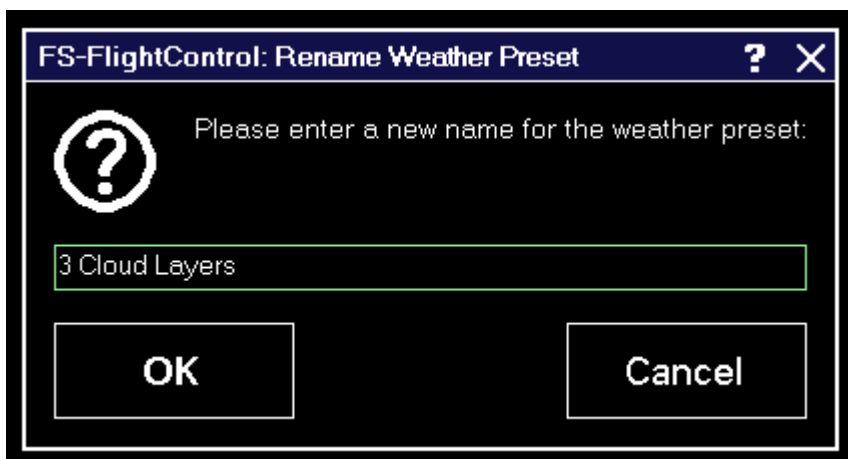 FS-FlightControl: Rename Weather Preset ? X
?
Please enter a new name for the weather preset:
3 Cloud Layers
OK Cancel